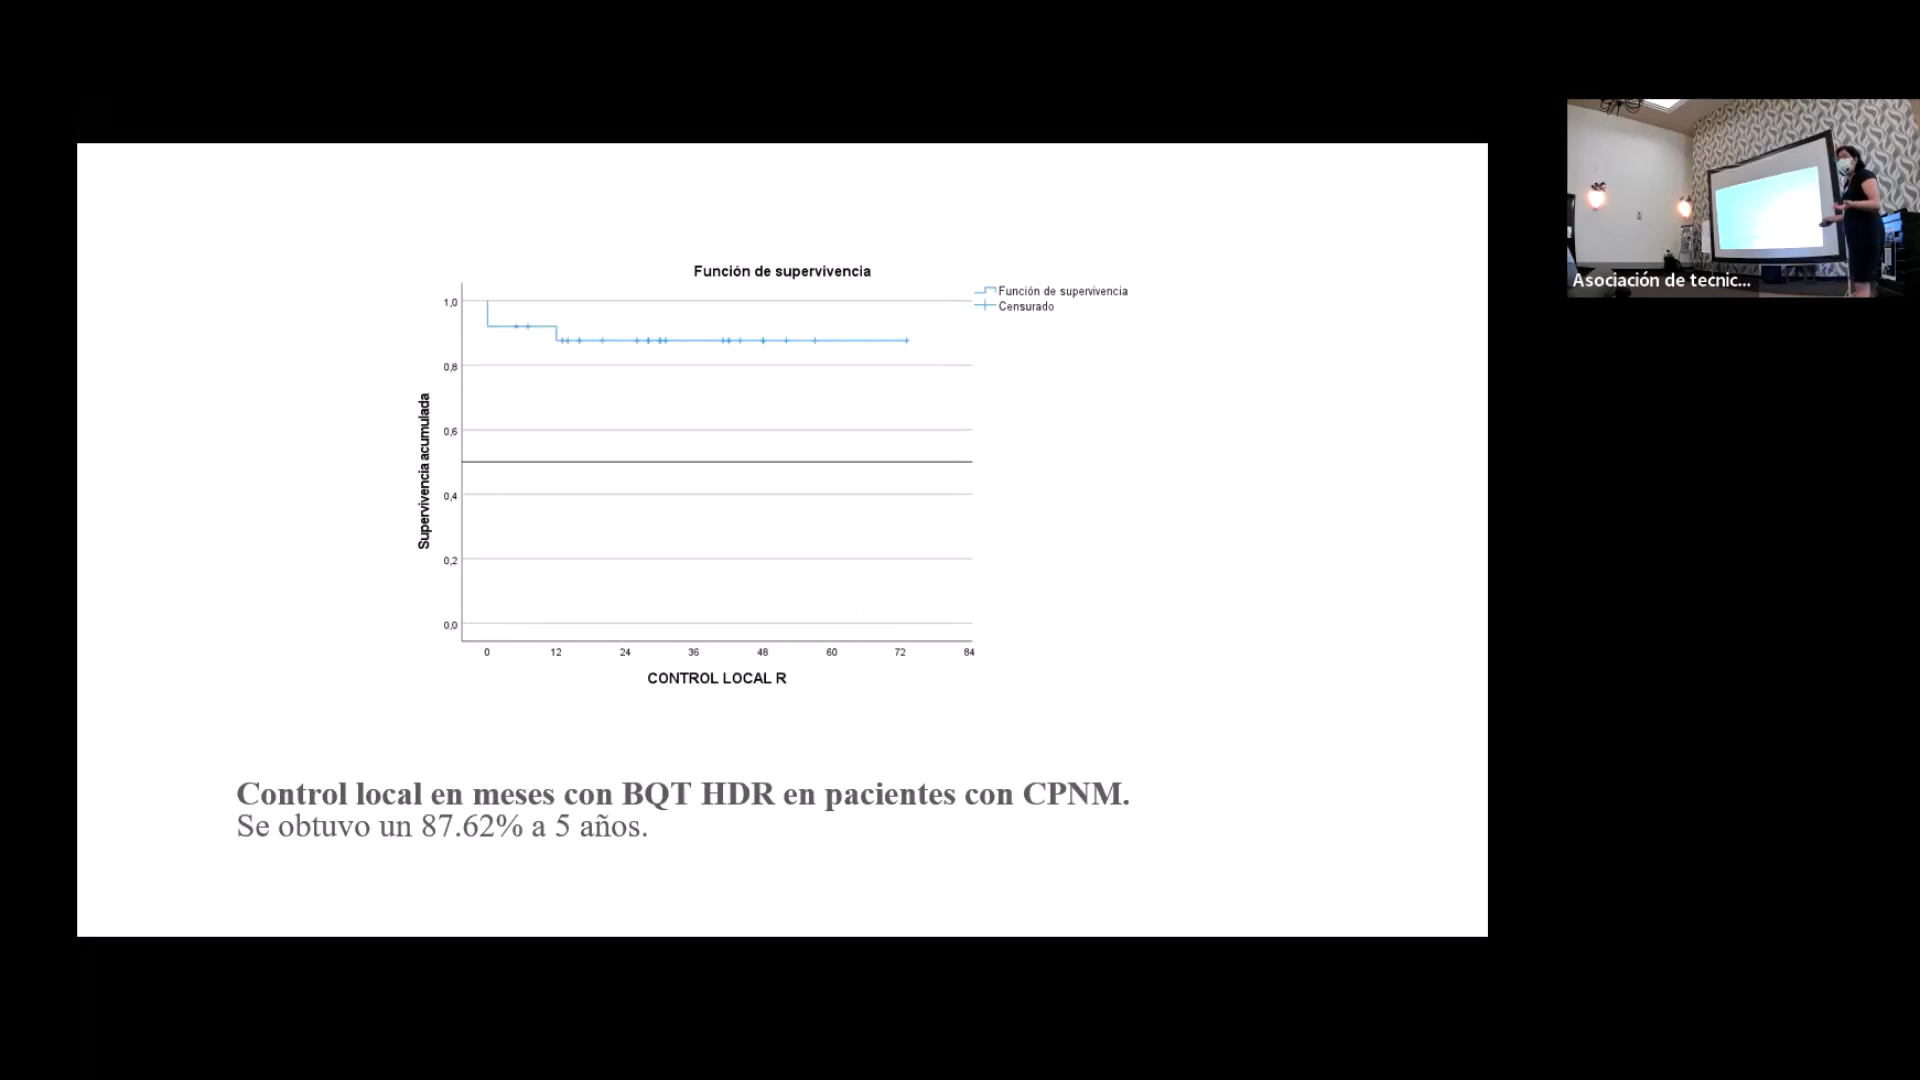 Función de supervivencia
Función de supervivencia
Censurado
1,0
0,8
0,6
0,4
0,2
0,0
Supervivencia acumulada
0 12 24 36 48 60 72 84
CONTROL LOCAL R
Control local en meses con BQT HDR en pacientes con CPNM.
Se obtuvo un 87.62% a 5 años.
Asociación de tecnic...